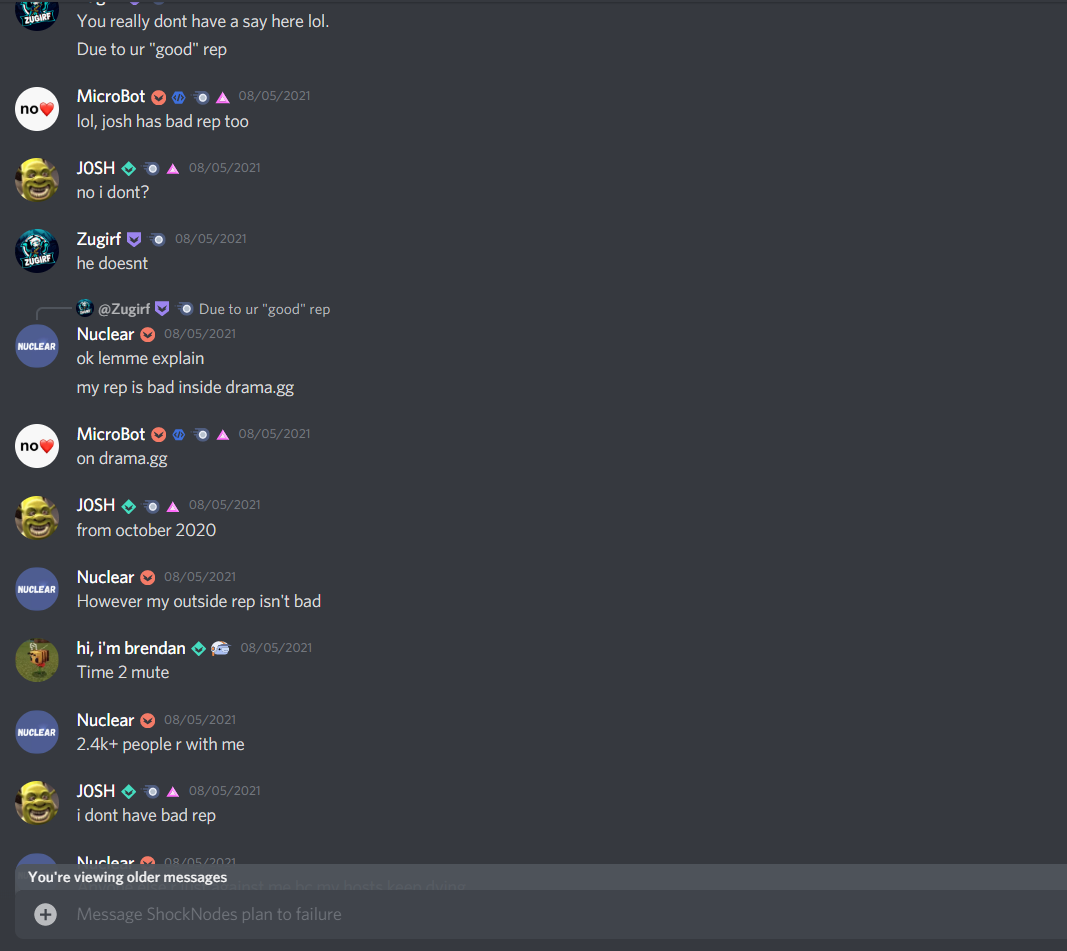 You really dont have a say here lol.
Due to ur "good" rep
MicroBot 08/05/2021
lol, josh has bad rep too
JOSH 08/05/2021
no i dont?
Zugirf 08/05/2021
he doesnt
@Zugirf Due to ur "good" rep
Nuclear 08/05/2021
ok lemme explain
my rep is bad inside drama.gg
MicroBot 08/05/2021
on drama.gg
JOSH 08/05/2021
from october 2020
Nuclear 08/05/2021
However my outside rep isn't bad
hi, i'm brendan 08/05/2021
Time 2 mute
Nuclear 08/05/2021
2.4k+ people r with me
JOSH 08/05/2021
i dont have bad rep
Nuclear 08/05/2021
against me bc my hosts keep dying
You're viewing older messages
Message ShockNodes plan to failure
ZUGIRF
no
ZUGIRF
NUCLEAR
no
NUCLEAR
NUCLEAR